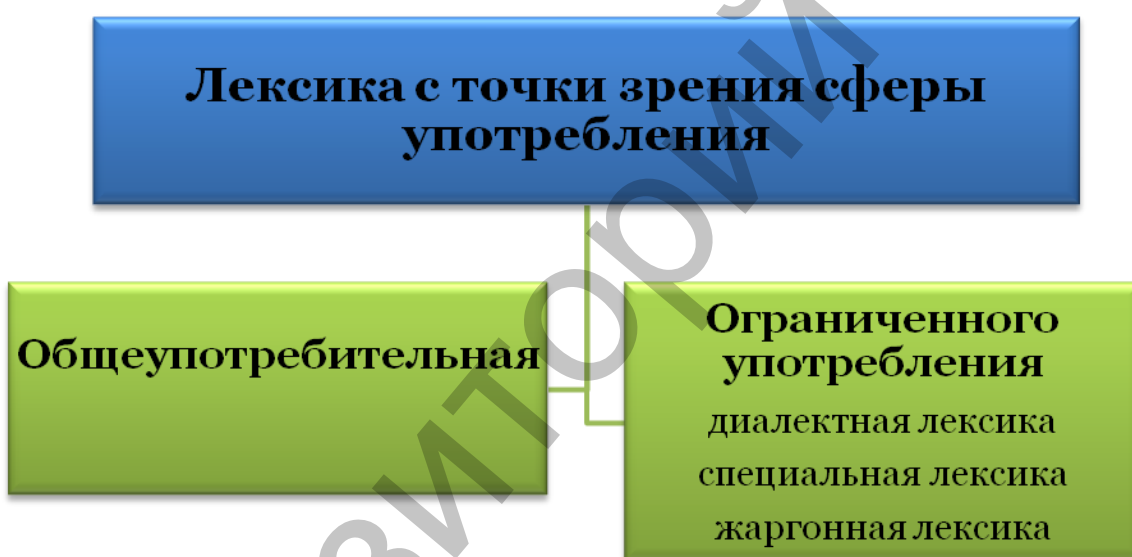 Лексика с точки зрения сферы
употребления
Общеупотребительная
Ограниченного
употребления
диалектная лексика
специальная лексика
жаргонная лексика